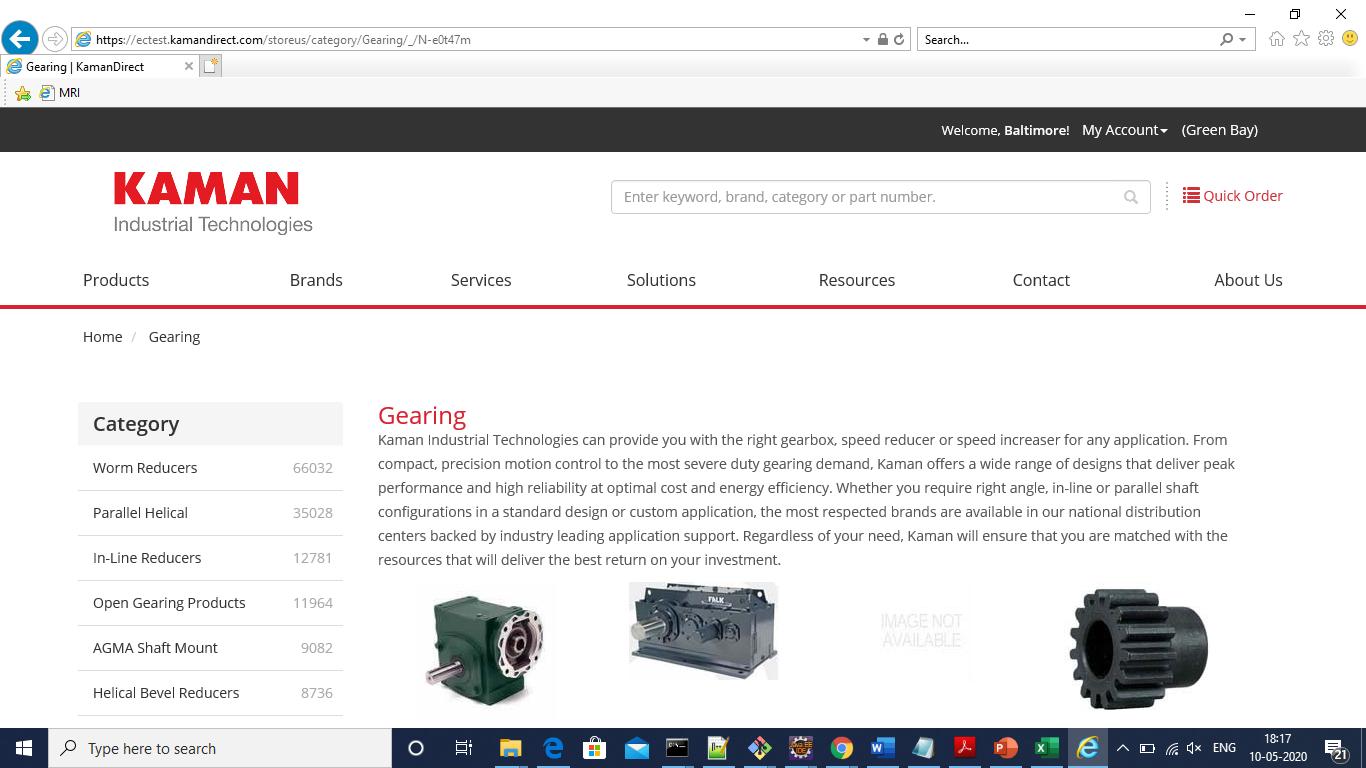 https://ectest.kamandirect.com/storeus/category/Gearing/_/N-e0t47m
Search...
Gearing | KamanDirect
MRI
Welcome, Baltimore! My Account (Green Bay)
KAMAN
Industrial Technologies
Enter keyword, brand, category or part number.
Quick Order
Products Brands Services Solutions Resources Contact About Us
Home / Gearing
Category
Worm Reducers 66032
Parallel Helical 35028
In-Line Reducers 12781
Open Gearing Products 11964
AGMA Shaft Mount 9082
Helical Bevel Reducers 8736
Gearing
Kaman Industrial Technologies can provide you with the right gearbox, speed reducer or speed increaser for any application. From
compact, precision motion control to the most severe duty gearing demand, Kaman offers a wide range of designs that deliver peak
performance and high reliability at optimal cost and energy efficiency. Whether you require right angle, in-line or parallel shaft
configurations in a standard design or custom application, the most respected brands are available in our national distribution
centers backed by industry leading application support. Regardless of your need, Kaman will ensure that you are matched with the
resources that will deliver the best return on your investment.
FALK
IMAGE NOT
AVAILABLE
Type here to search
ENG
18:17
10-05-2020
21